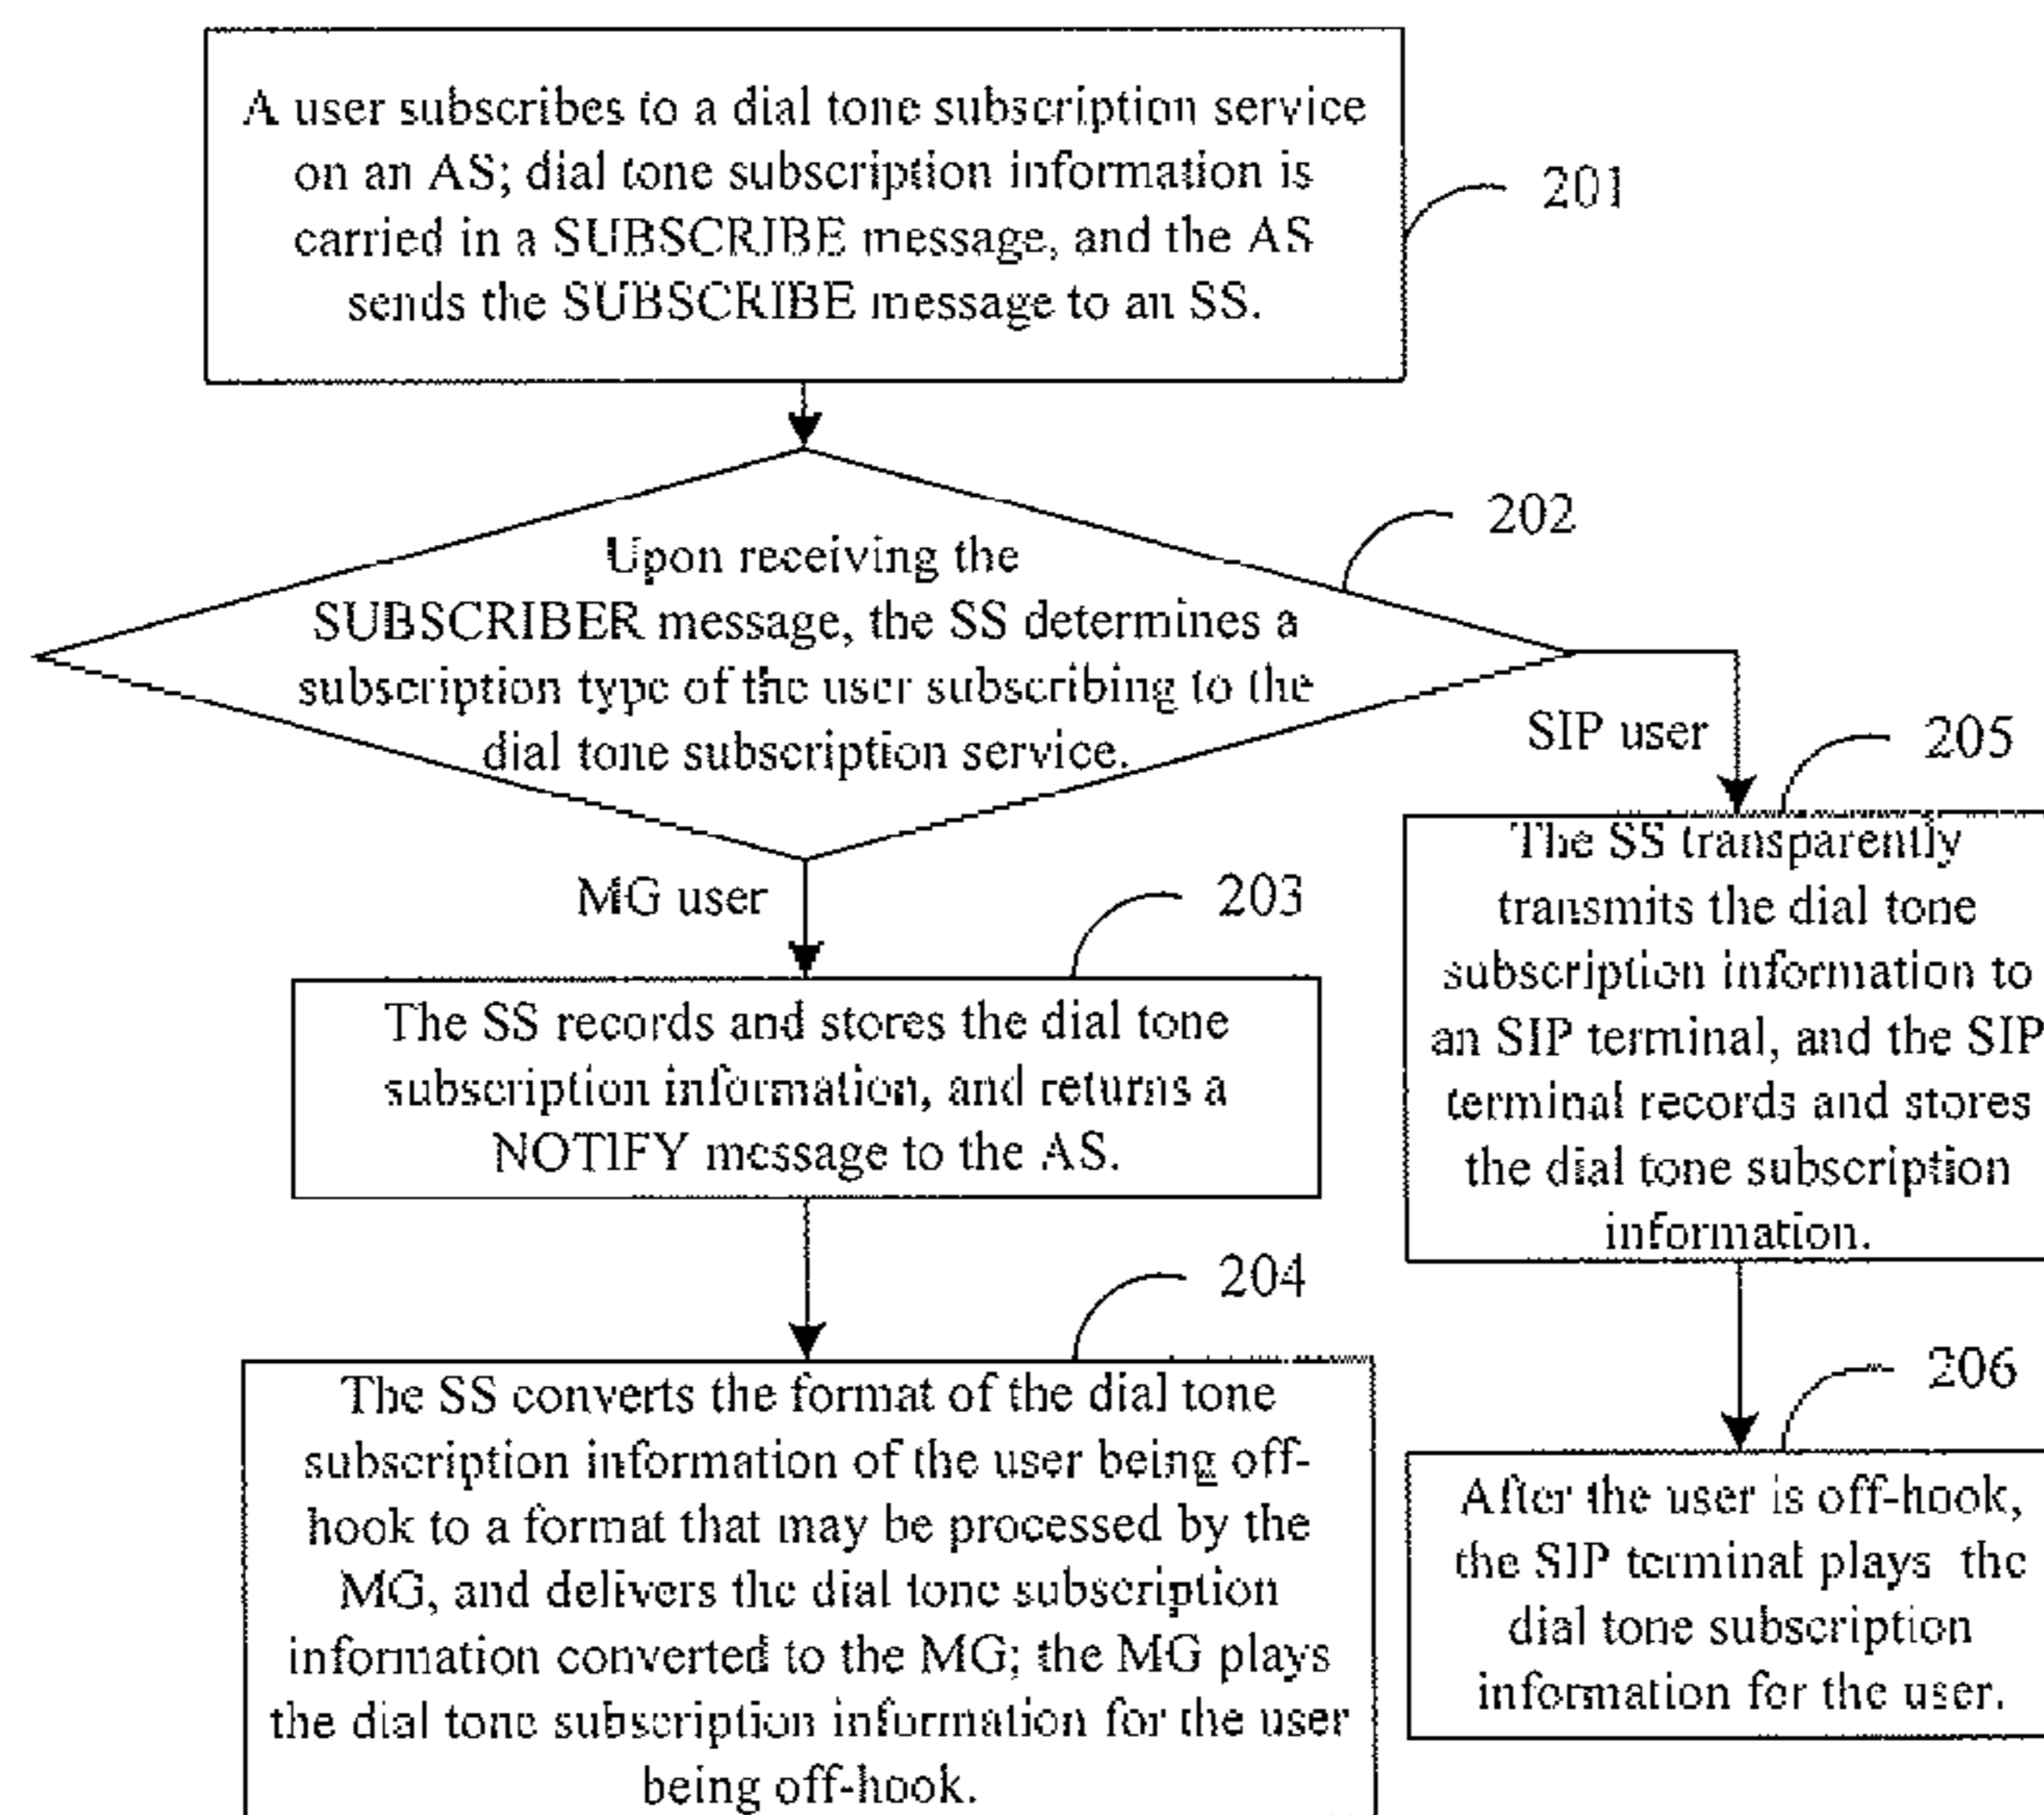 A user subscribes to a dial tone subscription service
on an AS; dial tone subscription information is
carried in a SUBSCRIBE message, and the AS
sends the SUBSCRIBE message to an SS.
201
202
Upon receiving the
SUBSCRIBER message, the SS determines a
subscription type of the user subscribing to the
dial tone subscription service.
SIP user
205
MG user
203
The SS transparently
transmits the dial tone
subscription information to
an SIP terminal, and the SIP
terminal records and stores
the dial tone subscription
information.
The SS records and stores the dial tone
subscription information, and returns a
NOTIFY message to the AS.
204
The SS converts the format of the dial tone
subscription information of the user being off-
hook to a format that may be processed by the
MG, and delivers the dial tone subscription
information converted to the MG; the MG plays
the dial tone subscription information for the user
being off-hook.
206
After the user is off-hook,
the SIP terminal plays the
dial tone subscription
information for the user.